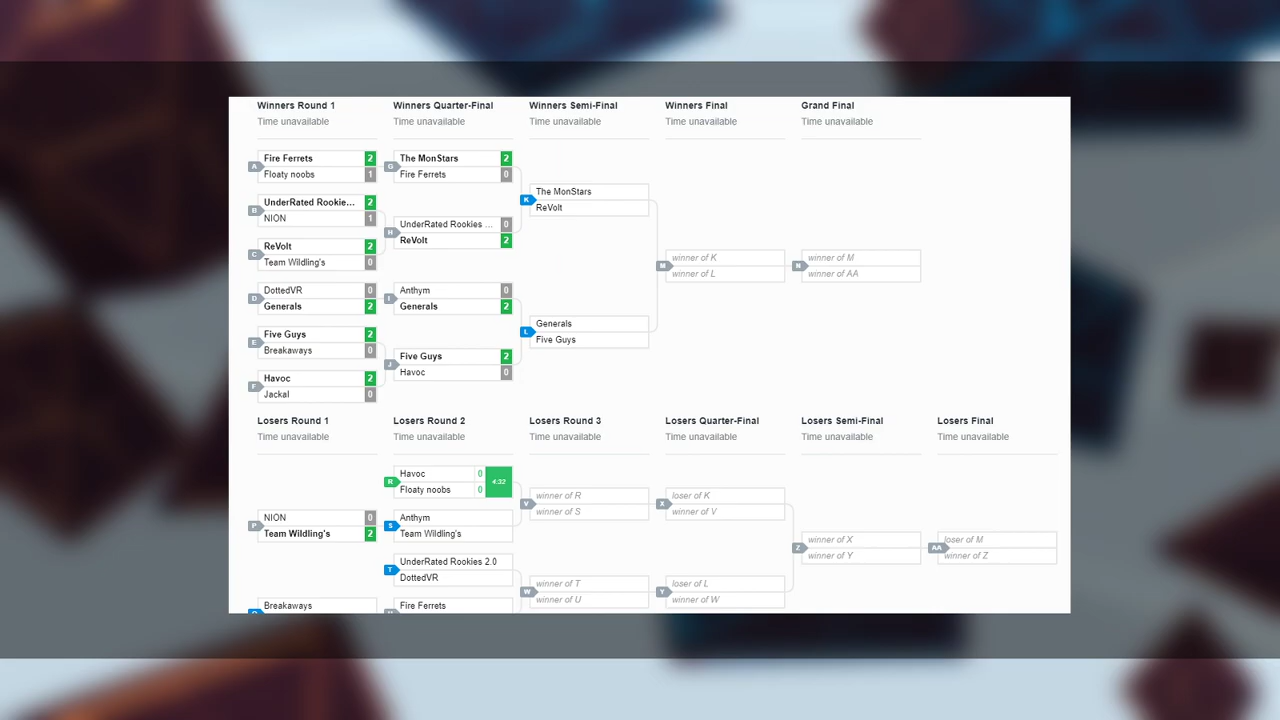 Winners Round 1
Time unavailable
Winners Quarter-Final
Time unavailable
Winners Semi-Final
Time unavailable
Winners Final
Time unavailable
Grand Final
Time unavailable
A
Fire Ferrets 2
Floaty noobs 1
B
UnderRated Rookie... 2
NION 1
C
ReVolt 2
Team Wildling's 0
D
DottedVR 0
Generals 2
E
Five Guys 2
Breakaways 0
F
Havoc 2
Jackal 0
G
The MonStars 2
Fire Ferrets 0
H
UnderRated Rookies ... 0
ReVolt 2
I
Anthym 0
Generals 2
J
Five Guys 2
Havoc 0
K
The MonStars
ReVolt
L
Generals
Five Guys
M
winner of K
winner of L
N
winner of M
winner of AA
Losers Round 1
Time unavailable
Losers Round 2
Time unavailable
Losers Round 3
Time unavailable
Losers Quarter-Final
Time unavailable
Losers Semi-Final
Time unavailable
Losers Final
Time unavailable
P
NION 0
Team Wildling's 2
Breakaways
R
Havoc 0
Floaty noobs 0
4:32
S
Anthym
Team Wildling's
T
UnderRated Rookies 2.0
DottedVR
Fire Ferrets
V
winner of R
winner of S
W
winner of T
winner of U
X
loser of K
winner of V
Y
loser of L
winner of W
Z
winner of X
winner of Y
AA
loser of M
winner of Z